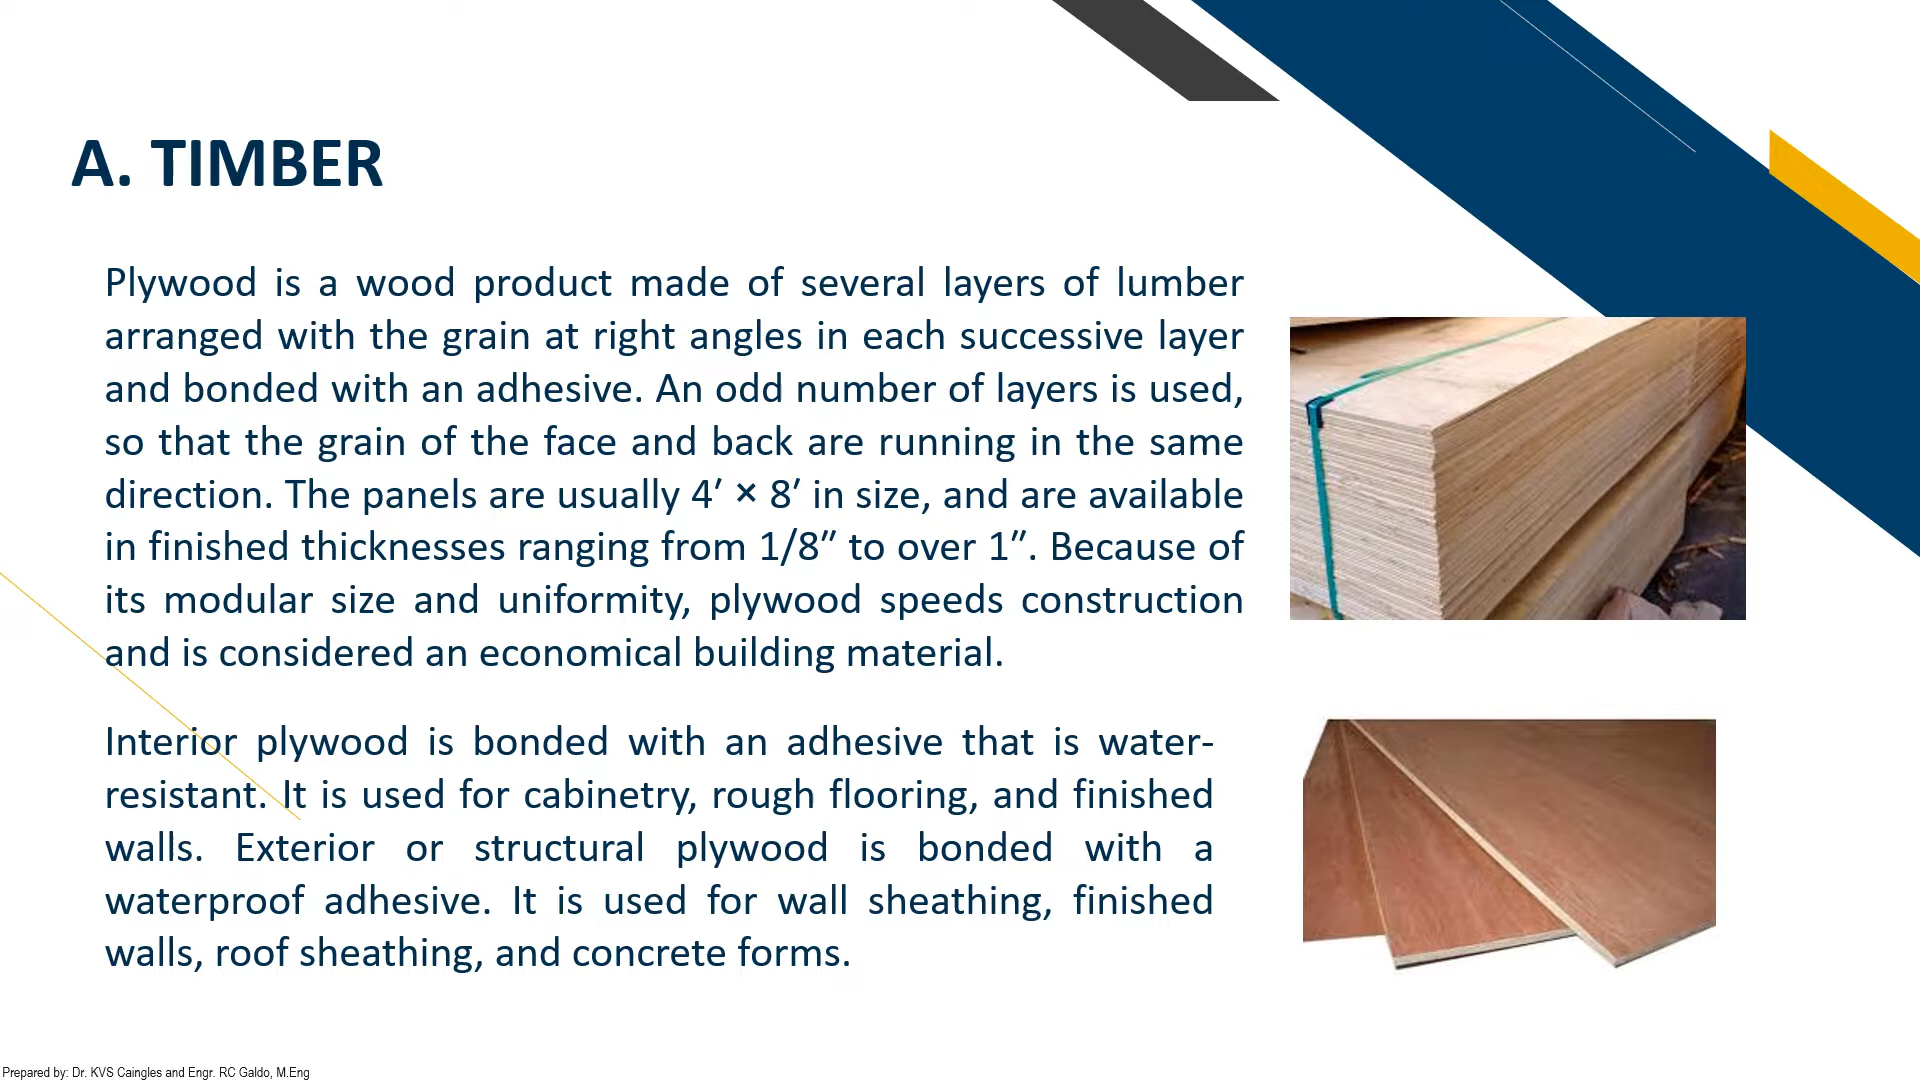 A. TIMBER
Plywood is a wood product made of several layers of lumber
arranged with the grain at right angles in each successive layer
and bonded with an adhesive. An odd number of layers is used,
so that the grain of the face and back are running in the same
direction. The panels are usually 4′ × 8′ in size, and are available
in finished thicknesses ranging from 1/8″ to over 1″. Because of
its modular size and uniformity, plywood speeds construction
and is considered an economical building material.
Interior plywood is bonded with an adhesive that is water-
resistant. It is used for cabinetry, rough flooring, and finished
walls. Exterior or structural plywood is bonded with a
waterproof adhesive. It is used for wall sheathing, finished
walls, roof sheathing, and concrete forms.
Prepared by: Dr. KVS Caingles and Engr. RC Galdo, M.Eng